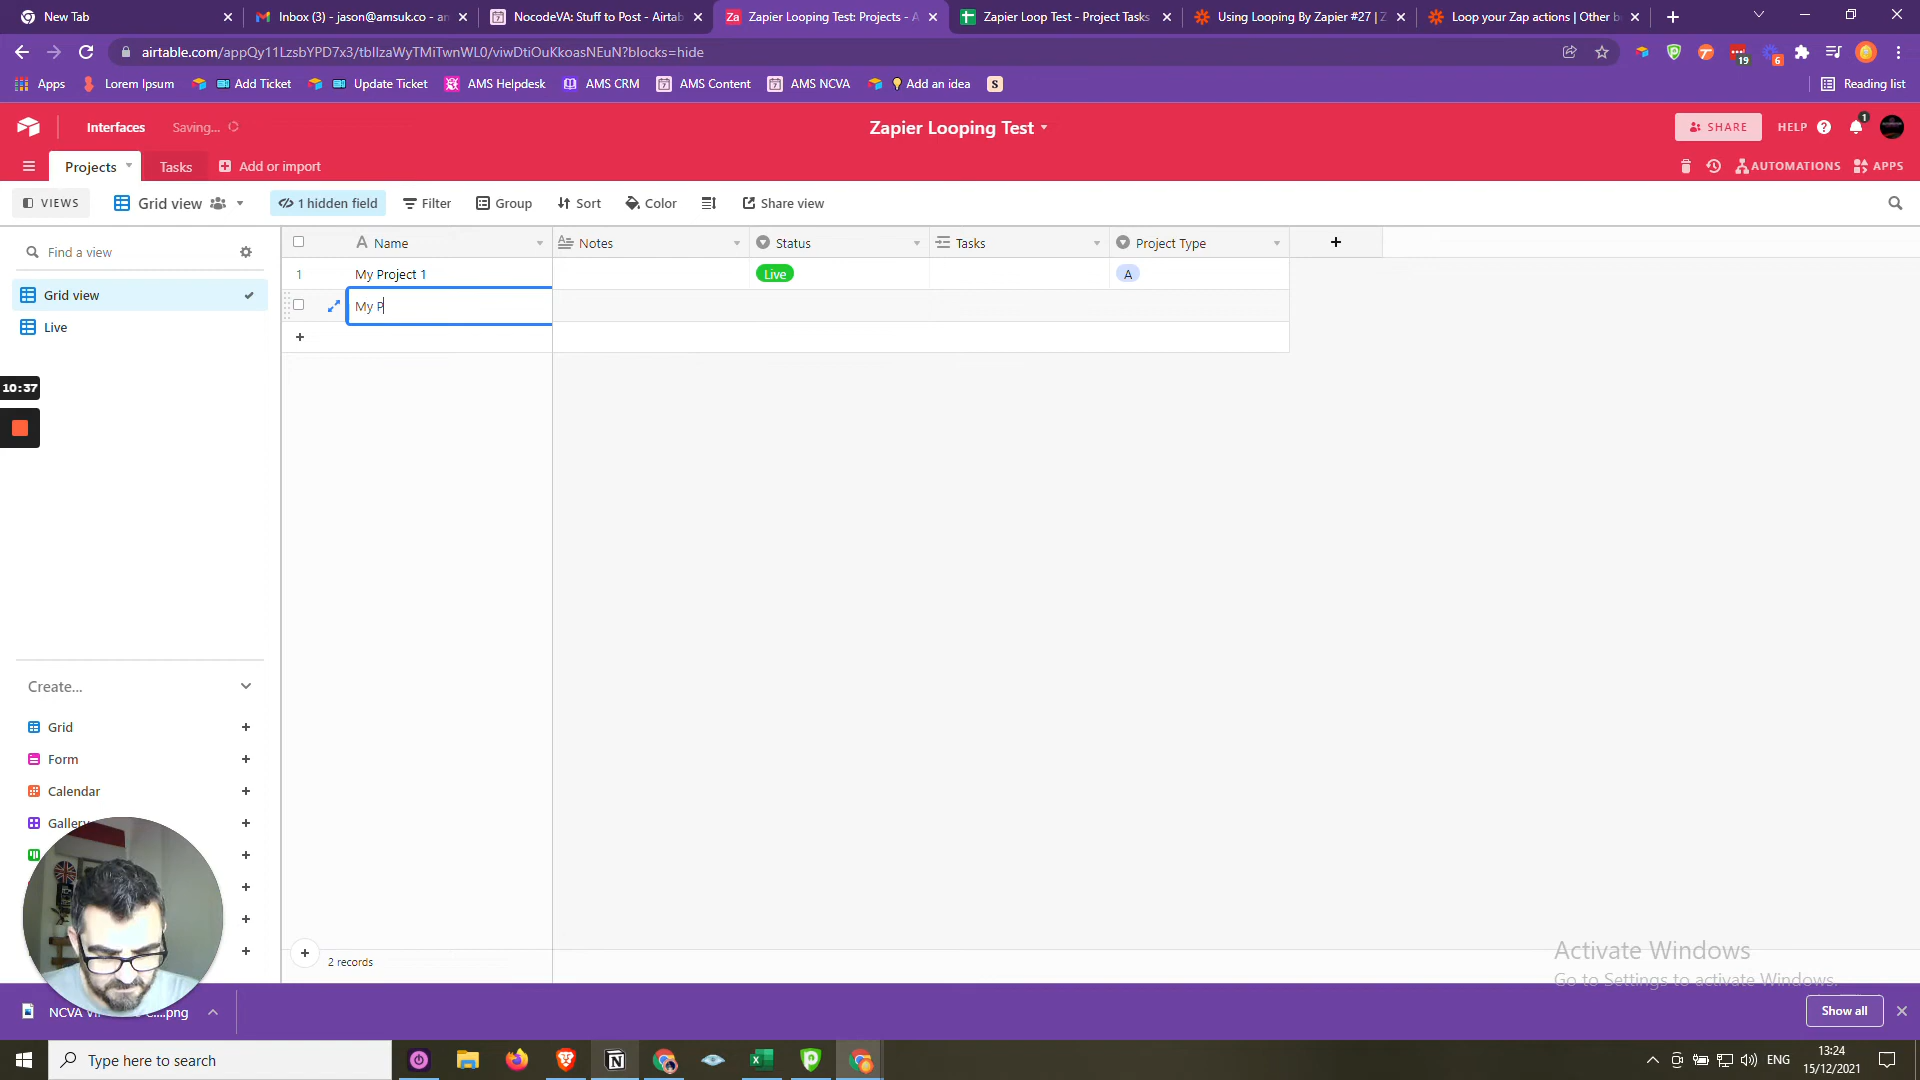 New Tab
Inbox (3) - jason@amsuk.co - an
NocodeVA: Stuff to Post - Airtab
Zapier Looping Test: Projects - A
Zapier Loop Test - Project Tasks
Using Looping By Zapier #27 | Z
Loop your Zap actions | Other b
airtable.com/appQy11LzsbYPD7x3/tblIzaWyTMiTwnWL0/viwDtiOuKkoasNEuN?blocks=hide
19
6
Apps
Lorem Ipsum
Add Ticket
Update Ticket
AMS Helpdesk
AMS CRM
AMS Content
AMS NCVA
Add an idea
S
Reading list
Interfaces
Saving...
Zapier Looping Test
SHARE
HELP
1
Projects
Tasks
Add or import
AUTOMATIONS
APPS
VIEWS
Grid view
1 hidden field
Filter
Group
Sort
Color
Share view
Find a view
Name
Notes
Status
Tasks
Project Type
1
My Project 1
Live
A
Grid view
My P
Live
10:37
Create...
Grid
Form
Calendar
Gallery
2 records
Activate Windows
Go to Settings to activate Windows.
Show all
Type here to search
ENG
13:24
15/12/2021